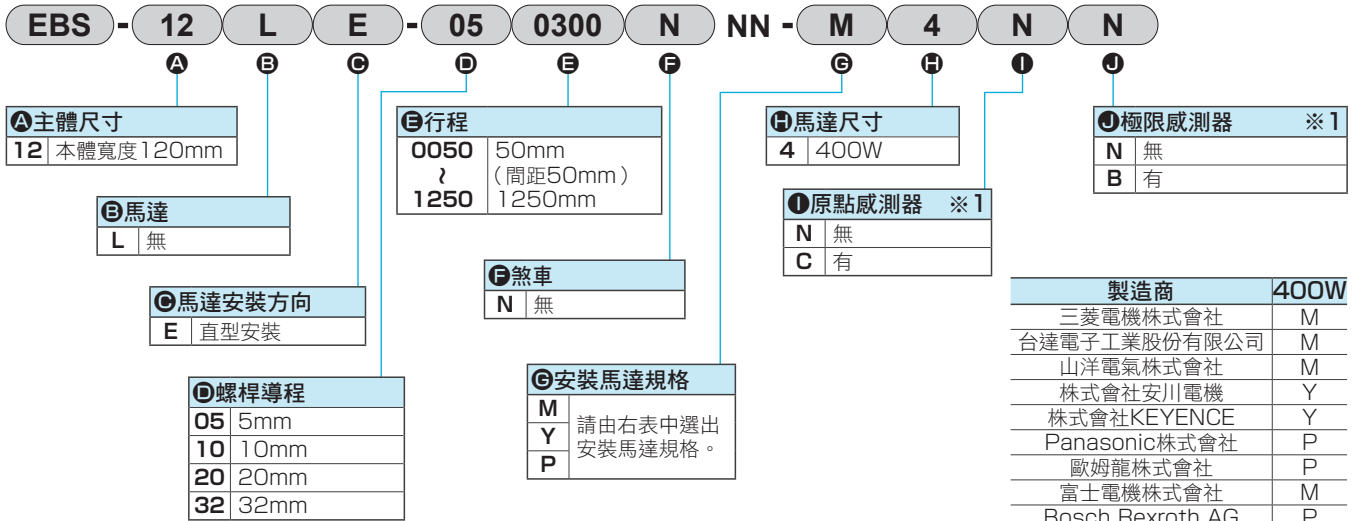 EBS - 12 L E - 05 0300 N NN - M 4 N N
A B C D E F G H I J
A主體尺寸
12 本體寬度120mm
B馬達
L 無
C馬達安裝方向
E 直型安裝
D螺桿導程
05 5mm
10 10mm
20 20mm
32 32mm
E行程
0050 50mm
≀ （間距50mm）
1250 1250mm
F煞車
N 無
G安裝馬達規格
M
Y
P
請由右表中選出
安裝馬達規格。
H馬達尺寸
4 400W
I原點感測器 ※1
N 無
C 有
J極限感測器 ※1
N 無
B 有
製造商 400W
三菱電機株式會社 M
台達電子工業股份有限公司 M
山洋電氣株式會社 M
株式會社安川電機 Y
株式會社KEYENCE Y
Panasonic株式會社 P
歐姆龍株式會社 P
富士電機株式會社 M
Bosch Rexroth AG P